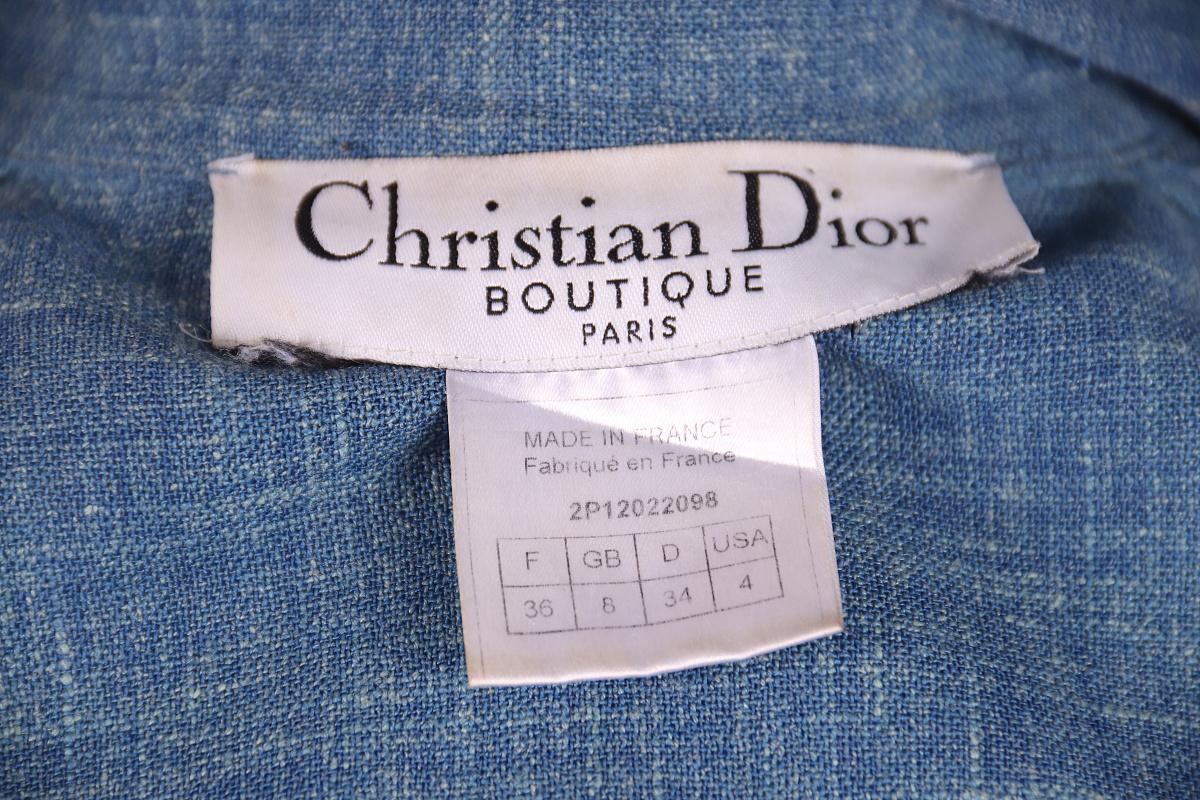 Christian Dior
BOUTIQUE
PARIS
MADE IN FRANCE
Fabriqué en France
2P12022098
F GB D USA
36 8 34 4